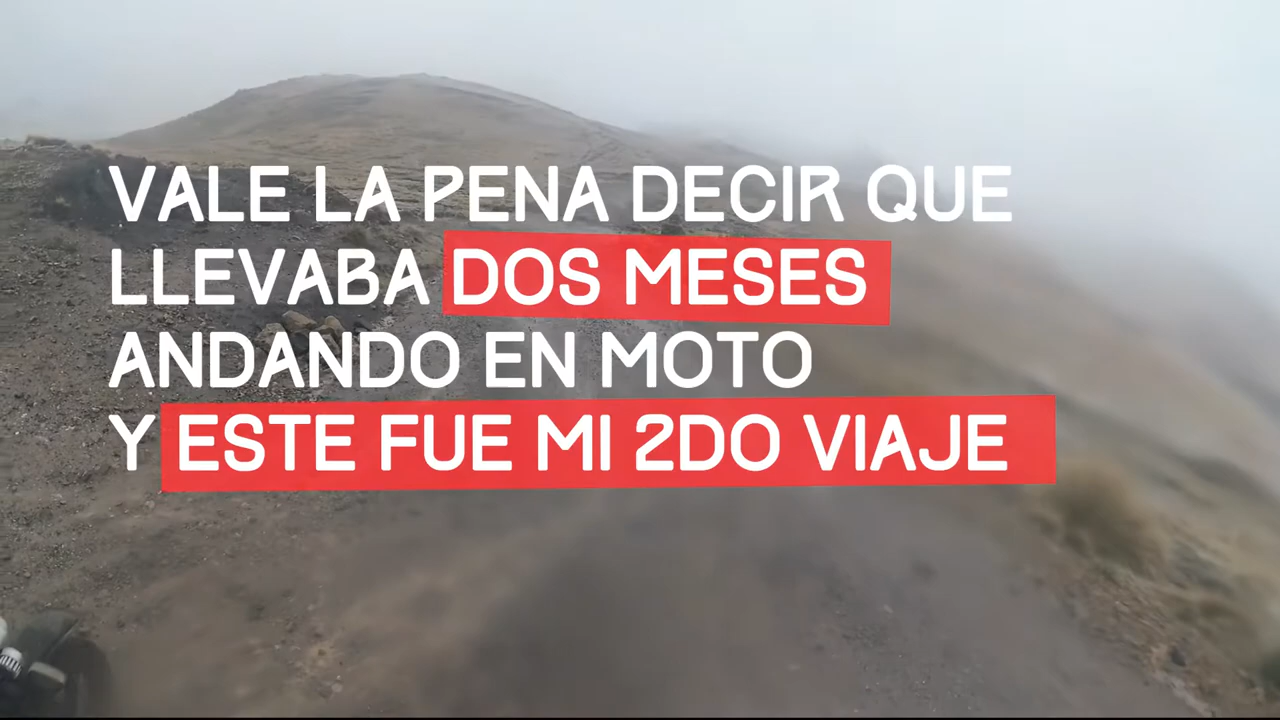 VALE LA PENA DECIR QUE
LLEVABA DOS MESES
ANDANDO EN MOTO
Y ESTE FUE MI 2DO VIAJE